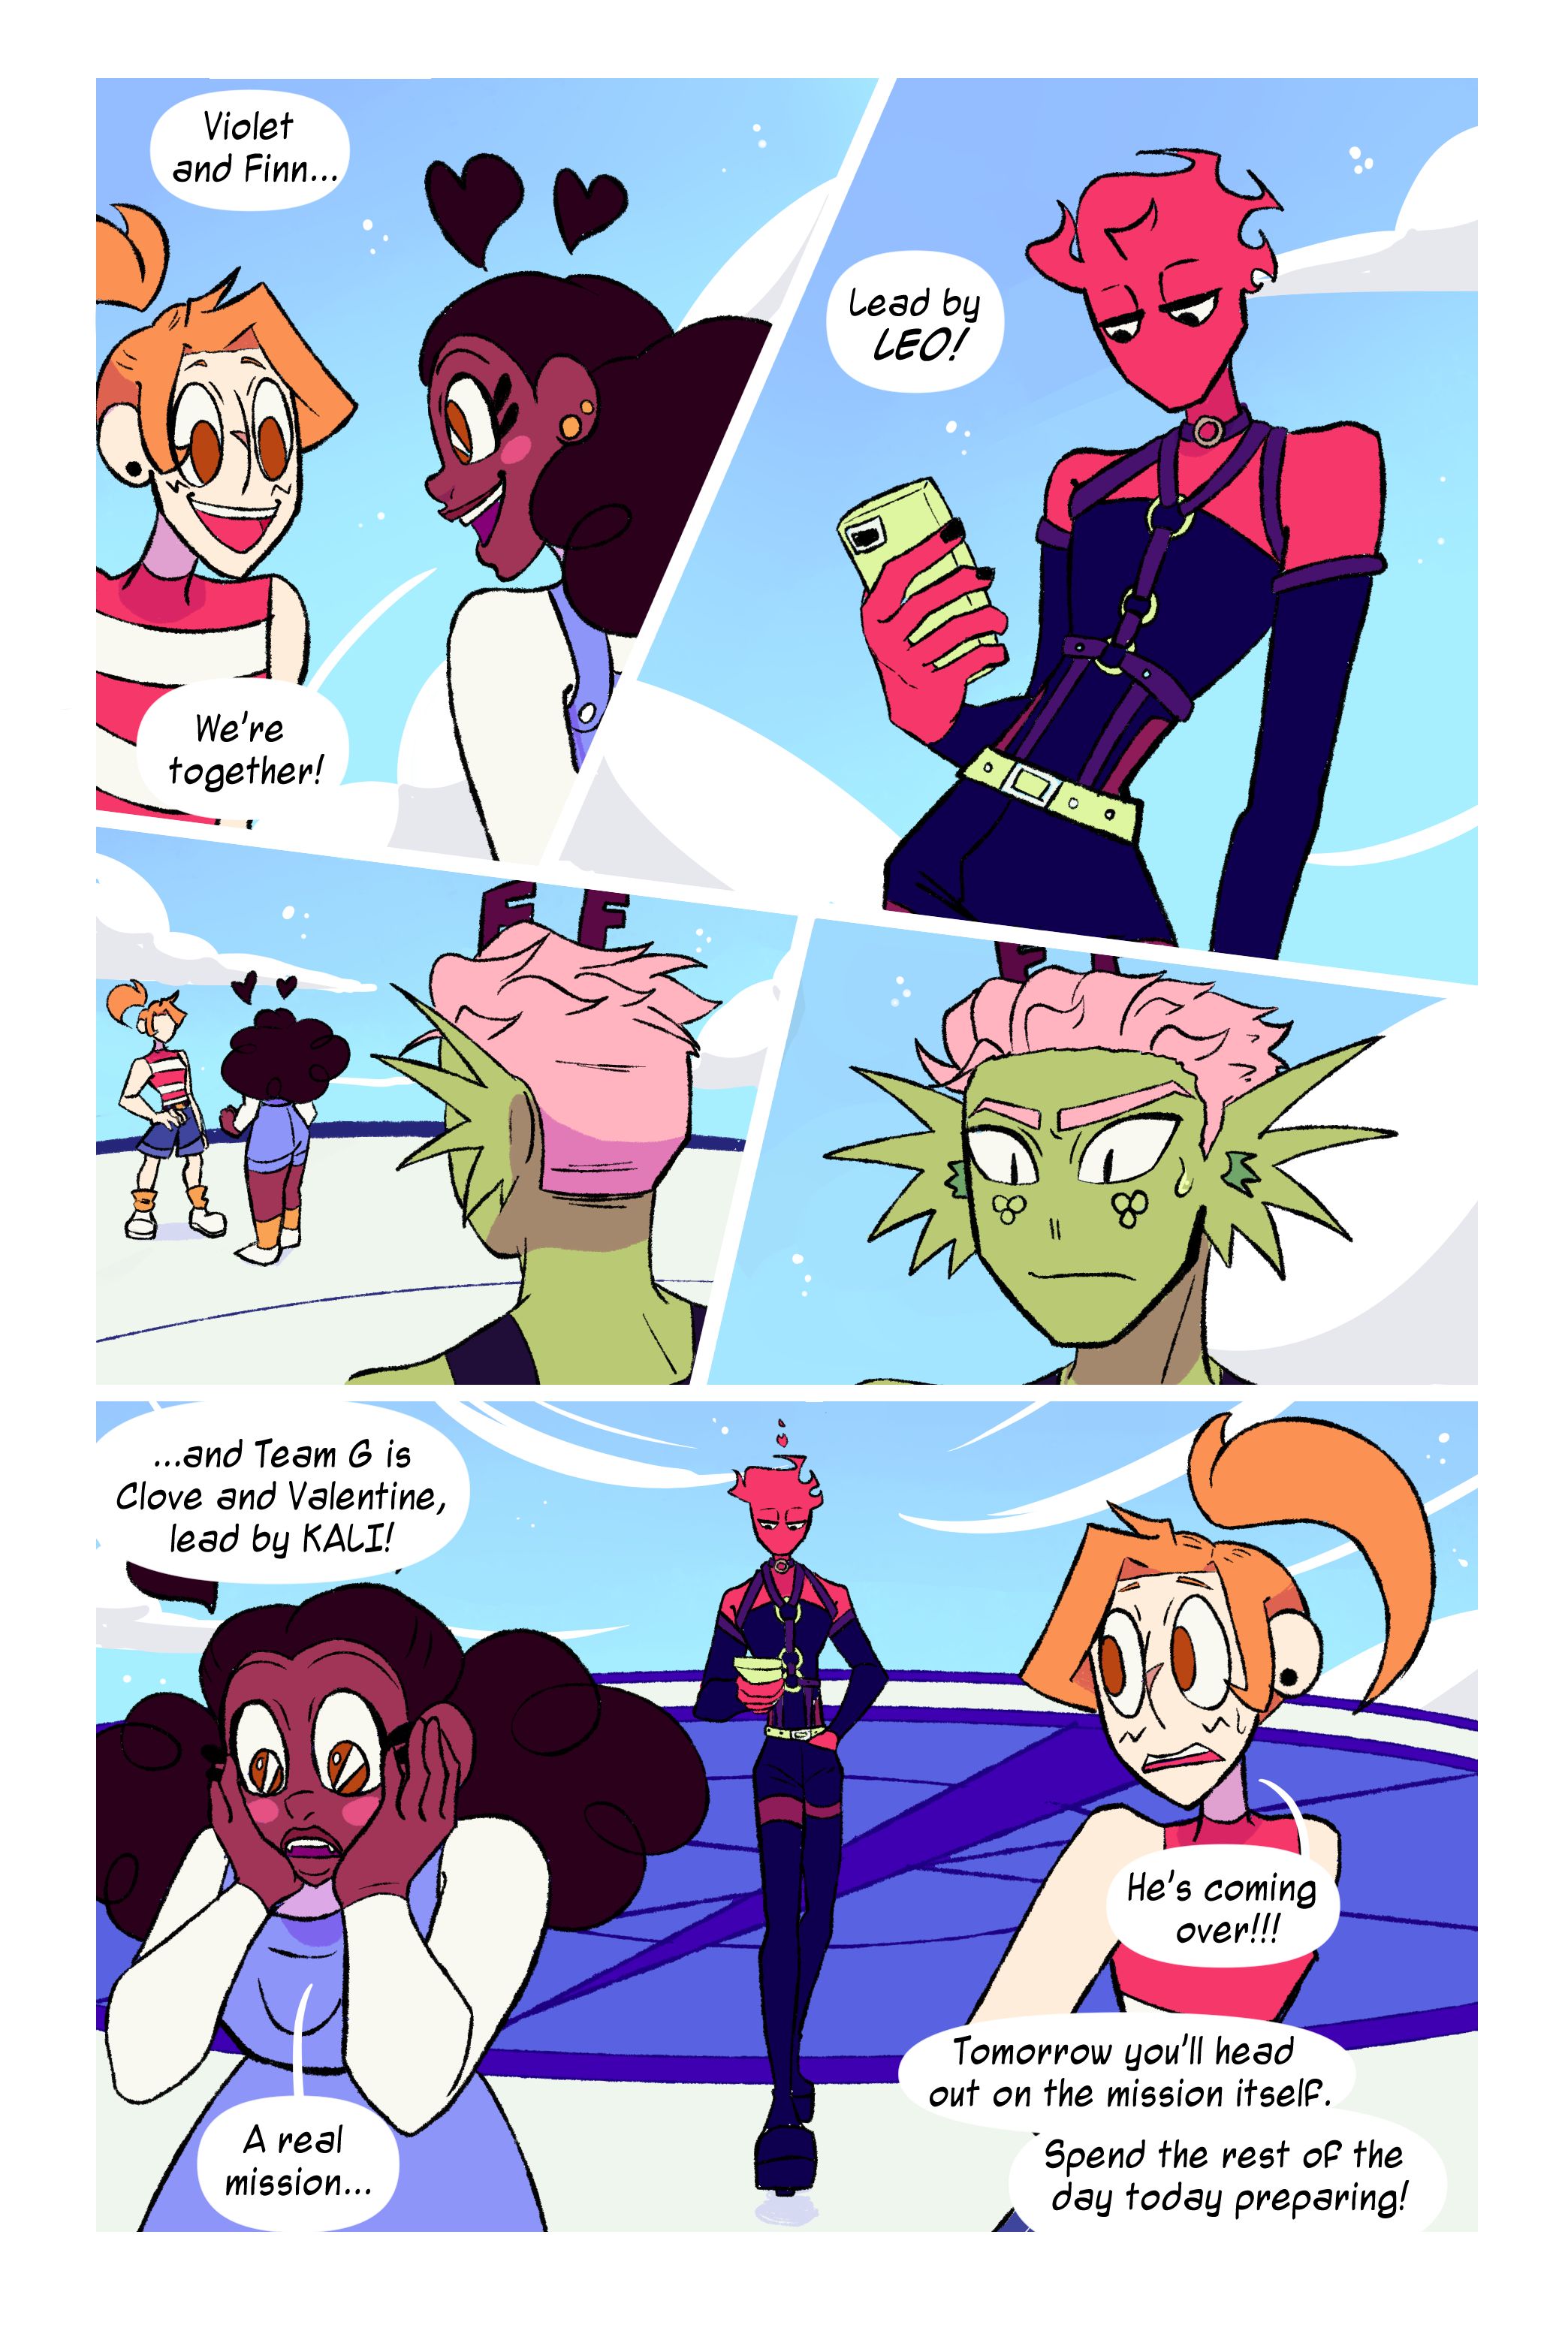 Violet
and Finn...
We're
together!
Lead by
LEO!
...and Team G is
Clove and Valentine,
lead by KALI!
He's coming
over!!!
A real
mission...
Tomorrow you'll head
out on the mission itself.
Spend the rest of the
day today preparing!